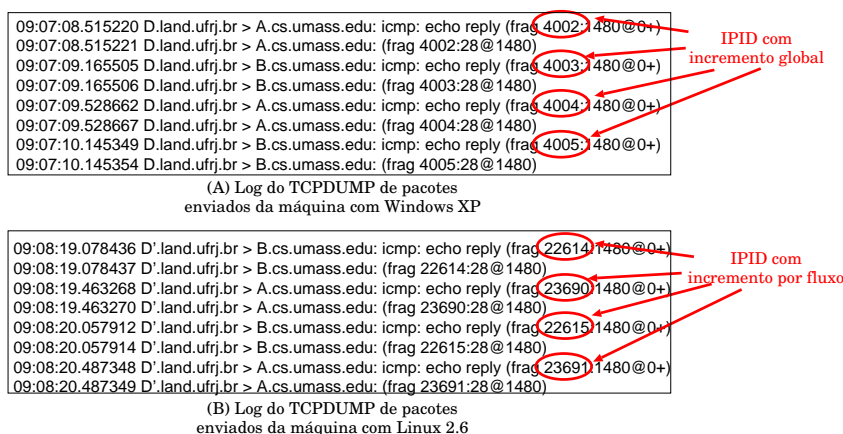 09:07:08.515220 D.land.ufrj.br > A.cs.umass.edu: icmp: echo reply (frag 4002:1480@0+)
09:07:08.515221 D.land.ufrj.br > A.cs.umass.edu: (frag 4002:28@1480)
09:07:09.165505 D.land.ufrj.br > B.cs.umass.edu: icmp: echo reply (frag 4003:1480@0+)
09:07:09.165506 D.land.ufrj.br > B.cs.umass.edu: (frag 4003:28@1480)
09:07:09.528662 D.land.ufrj.br > A.cs.umass.edu: icmp: echo reply (frag 4004:1480@0+)
09:07:09.528667 D.land.ufrj.br > A.cs.umass.edu: (frag 4004:28@1480)
09:07:10.145349 D.land.ufrj.br > B.cs.umass.edu: icmp: echo reply (frag 4005:1480@0+)
09:07:10.145354 D.land.ufrj.br > B.cs.umass.edu: (frag 4005:28@1480)
IPID com
incremento global
(A) Log do TCPDUMP de pacotes
enviados da máquina com Windows XP
09:08:19.078436 D'.land.ufrj.br > B.cs.umass.edu: icmp: echo reply (frag 22614:1480@0+)
09:08:19.078437 D'.land.ufrj.br > B.cs.umass.edu: (frag 22614:28@1480)
09:08:19.463268 D'.land.ufrj.br > A.cs.umass.edu: icmp: echo reply (frag 23690:1480@0+)
09:08:19.463270 D'.land.ufrj.br > A.cs.umass.edu: (frag 23690:28@1480)
09:08:20.057912 D'.land.ufrj.br > B.cs.umass.edu: icmp: echo reply (frag 22615:1480@0+)
09:08:20.057914 D'.land.ufrj.br > B.cs.umass.edu: (frag 22615:28@1480)
09:08:20.487348 D'.land.ufrj.br > A.cs.umass.edu: icmp: echo reply (frag 23691:1480@0+)
09:08:20.487349 D'.land.ufrj.br > A.cs.umass.edu: (frag 23691:28@1480)
IPID com
incremento por fluxo
(B) Log do TCPDUMP de pacotes
enviados da máquina com Linux 2.6